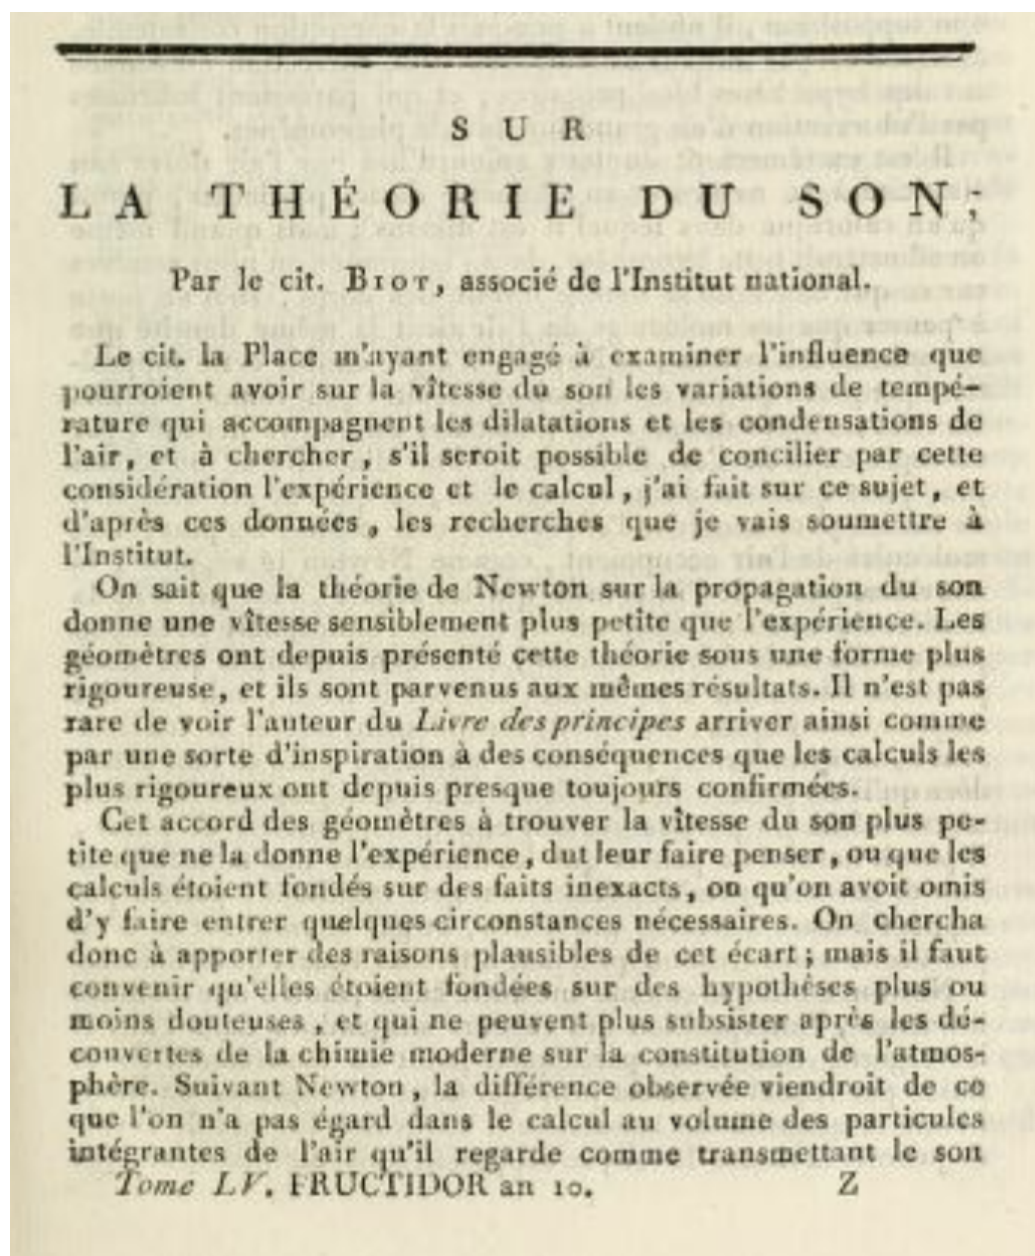 SUR
LA THÉORIE DU SON,
Par le cit. BIOT, associé de l'Institut national.
Le cit. la Place m'ayant engagé à examiner l'influence que
pourroient avoir sur la vîtesse du son les variations de tempé-
rature qui accompagnent les dilatations et les condensations de
l'air, et à chercher, s'il seroit possible de concilier par cette
considération l'expérience et le calcul, j'ai fait sur ce sujet, et
d'après ces données, les recherches que je vais soumettre à
l'Institut.
On sait que la théorie de Newton sur la propagation du son
donne une vîtesse sensiblement plus petite que l'expérience. Les
géomètres ont depuis présenté cette théorie sous une forme plus
rigoureuse, et ils sont parvenus aux mêmes résultats. Il n'est pas
rare de voir l'auteur du Livre des principes arriver ainsi comme
par une sorte d'inspiration à des conséquences que les calculs les
plus rigoureux ont depuis presque toujours confirmées.
Cet accord des géomètres à trouver la vîtesse du son plus pe-
tite que ne la donne l'expérience, dut leur faire penser, ou que les
calculs étoient fondés sur des faits inexacts, ou qu'on avoit omis
d'y faire entrer quelques circonstances nécessaires. On chercha
donc à apporter des raisons plausibles de cet écart; mais il faut
convenir qu'elles étoient fondées sur des hypothèses plus ou
moins douteuses, et qui ne peuvent plus subsister après les dé-
couvertes de la chimie moderne sur la constitution de l'atmos-
phère. Suivant Newton, la différence observée viendroit de ce
que l'on n'a pas égard dans le calcul au volume des particules
intégrantes de l'air qu'il regarde comme transmettant le son
Tome LV. FRUCTIDOR an 10. Z